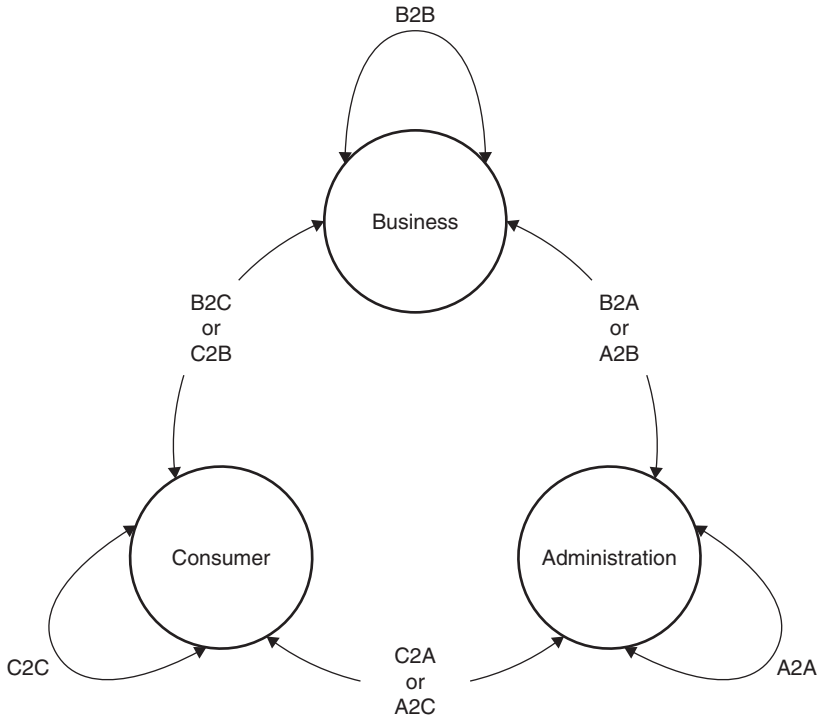 B2B
Business
B2C
or
C2B
B2A
or
A2B
Consumer
Administration
C2C
C2A
or
A2C
A2A